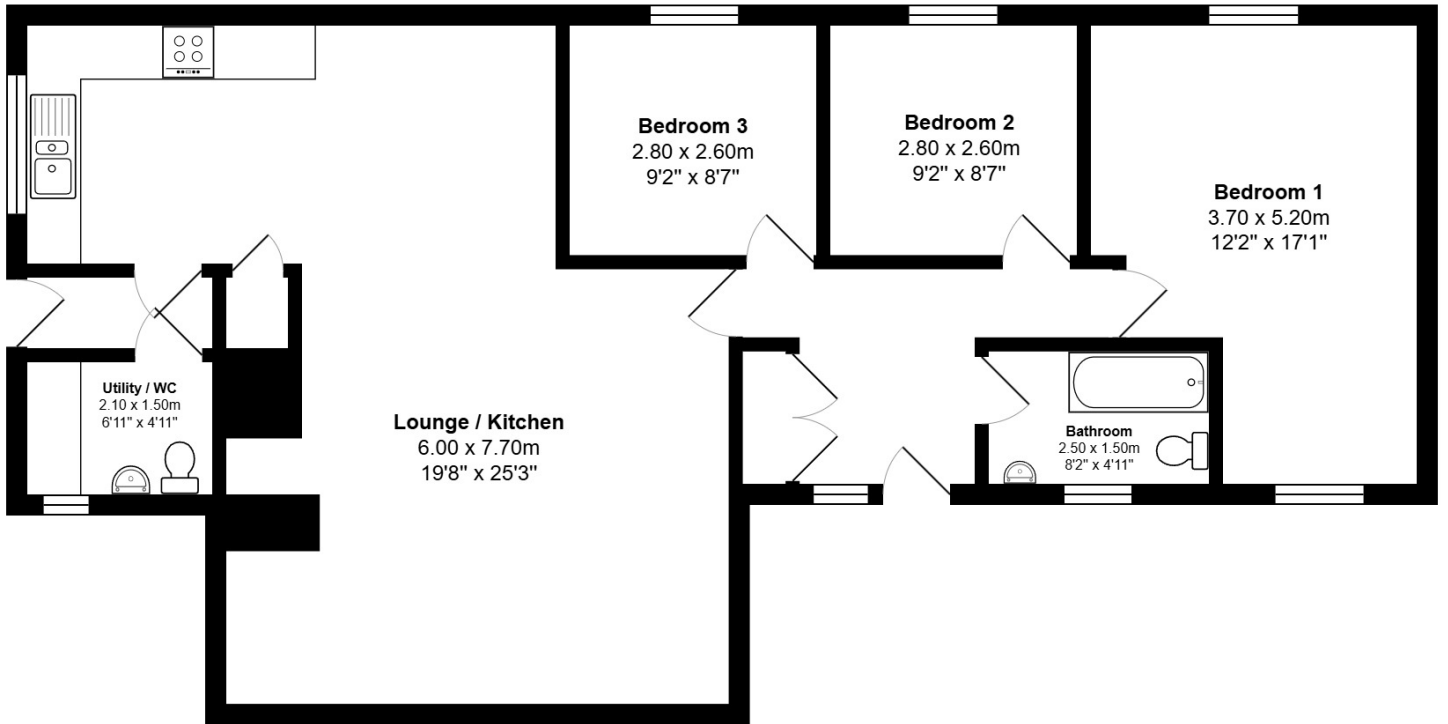 Bedroom 3
2.80 x 2.60m
9'2" x 8'7"
Bedroom 2
2.80 x 2.60m
9'2" x 8'7"
Bedroom 1
3.70 x 5.20m
12'2" x 17'1"
Utility / WC
2.10 x 1.50m
6'11" x 4'11"
Lounge / Kitchen
6.00 x 7.70m
19'8" x 25'3"
Bathroom
2.50 x 1.50m
8'2" x 4'11"